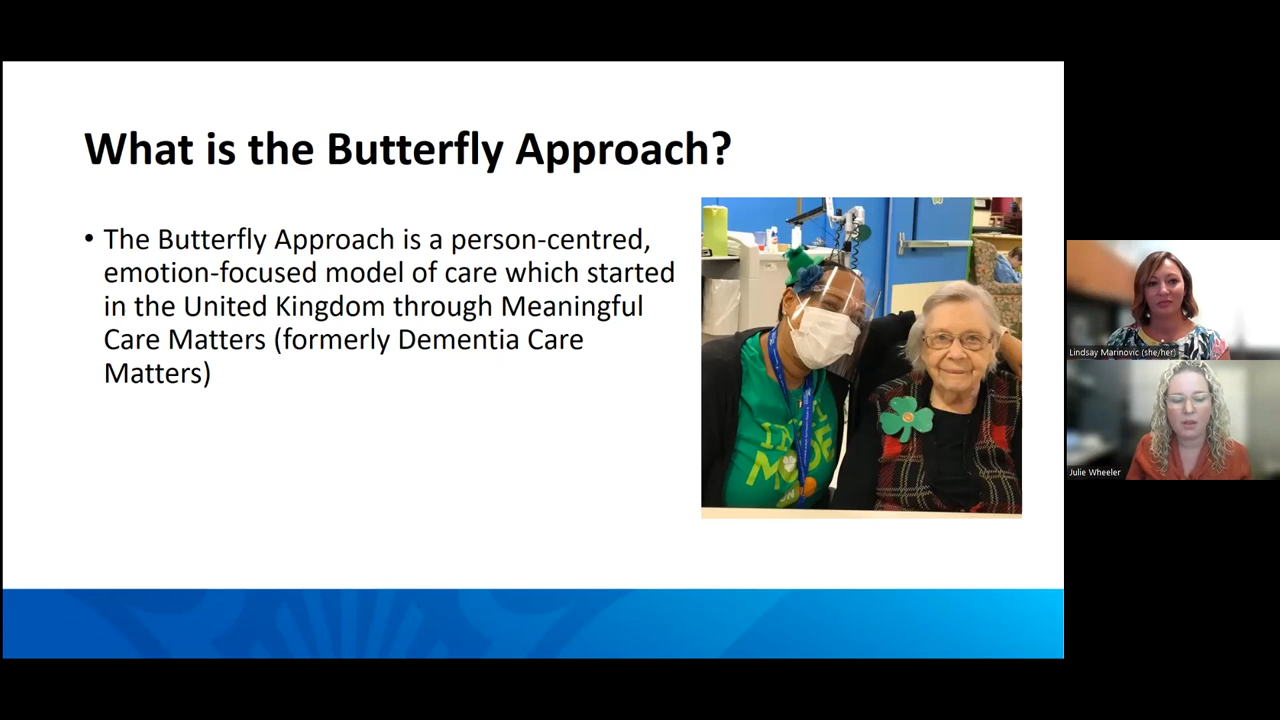 What is the Butterfly Approach?
• The Butterfly Approach is a person-centred,
emotion-focused model of care which started
in the United Kingdom through Meaningful
Care Matters (formerly Dementia Care
Matters)
Lindsay Marinovic (she/her)
Julie Wheeler